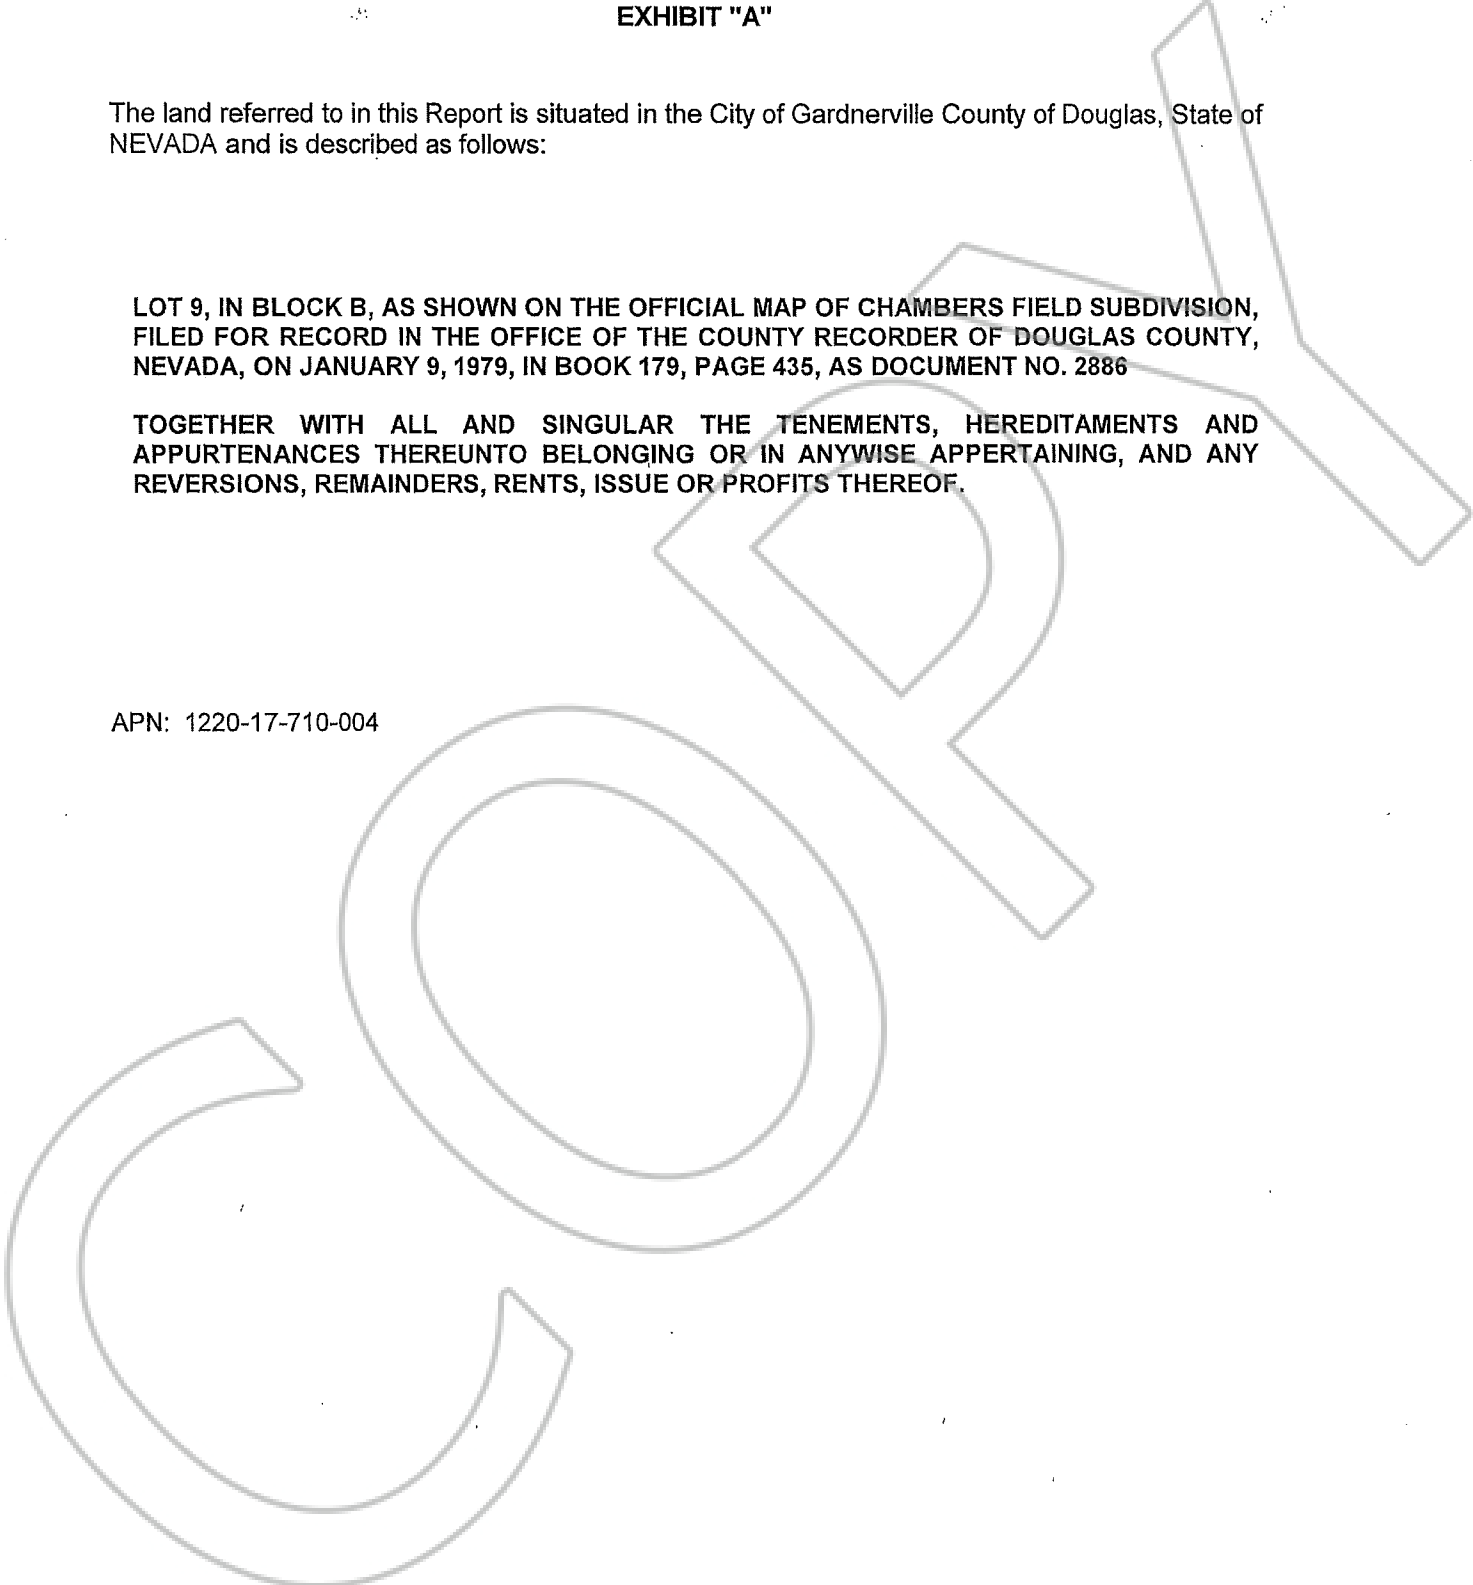 EXHIBIT "A"
The land referred to in this Report is situated in the City of Gardnerville County of Douglas, State of
NEVADA and is described as follows:
LOT 9, IN BLOCK B, AS SHOWN ON THE OFFICIAL MAP OF CHAMBERS FIELD SUBDIVISION,
FILED FOR RECORD IN THE OFFICE OF THE COUNTY RECORDER OF DOUGLAS COUNTY,
NEVADA, ON JANUARY 9, 1979, IN BOOK 179, PAGE 435, AS DOCUMENT NO. 2886
TOGETHER WITH ALL AND SINGULAR THE TENEMENTS, HEREDITAMENTS AND
APPURTENANCES THEREUNTO BELONGING OR IN ANYWISE APPERTAINING, AND ANY
REVERSIONS, REMAINDERS, RENTS, ISSUE OR PROFITS THEREOF.
APN: 1220-17-710-004
COPY